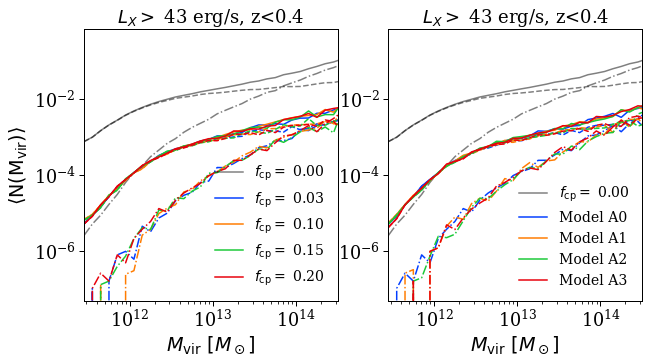 L_X > 43 erg/s, z<0.4
⟨N(M_vir)⟩
10^−2
10^−4
10^−6
f_cp = 0.00
f_cp = 0.03
f_cp = 0.10
f_cp = 0.15
f_cp = 0.20
10^12 10^13 10^14
M_vir [M_⊙]
L_X > 43 erg/s, z<0.4
10^−2
10^−4
10^−6
f_cp = 0.00
Model A0
Model A1
Model A2
Model A3
10^12 10^13 10^14
M_vir [M_⊙]